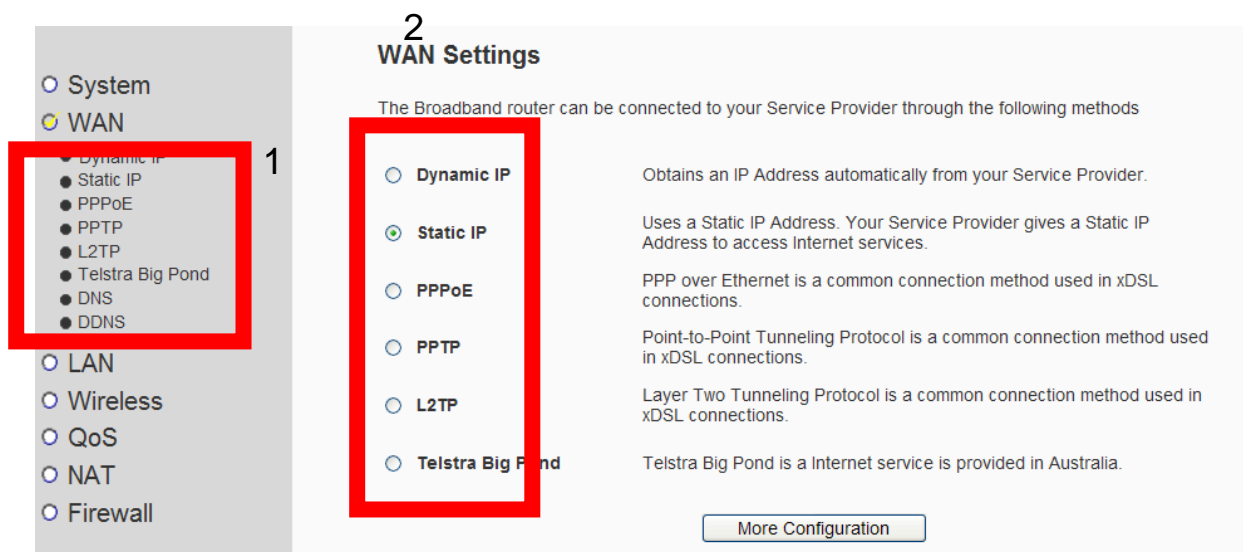 System
WAN
Dynamic IP
Static IP
PPPoE
PPTP
L2TP
Telstra Big Pond
DNS
DDNS
LAN
Wireless
QoS
NAT
Firewall
1
2
WAN Settings
The Broadband router can be connected to your Service Provider through the following methods
Dynamic IP Obtains an IP Address automatically from your Service Provider.
Static IP Uses a Static IP Address. Your Service Provider gives a Static IP
Address to access Internet services.
PPPoE PPP over Ethernet is a common connection method used in xDSL
connections.
PPTP Point-to-Point Tunneling Protocol is a common connection method used
in xDSL connections.
L2TP Layer Two Tunneling Protocol is a common connection method used in
xDSL connections.
Telstra Big Pond Telstra Big Pond is a Internet service is provided in Australia.
More Configuration